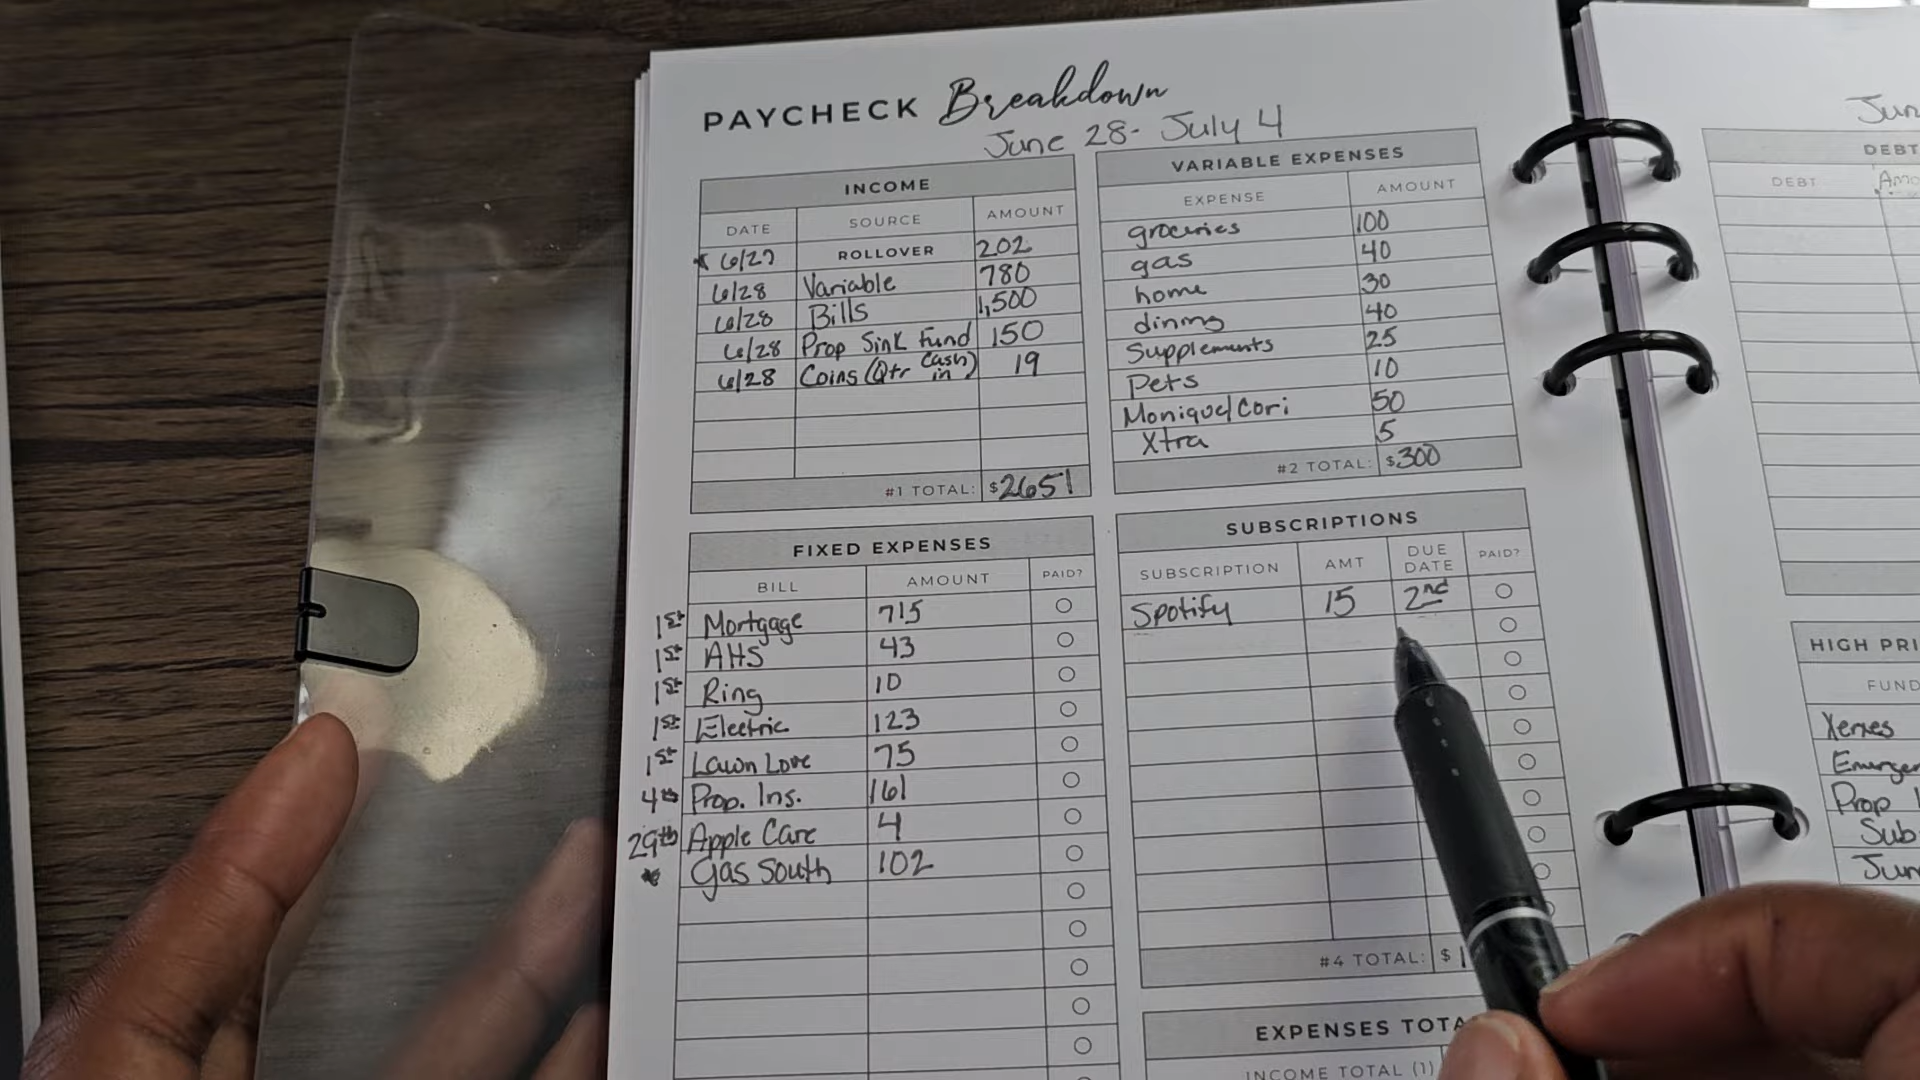 PAYCHECK Breakdown
June 28- July 4
INCOME
DATE SOURCE AMOUNT
* 6/27 ROLLOVER 202
6/28 Variable 780
6/28 Bills 1,500
6/28 Prop Sink Fund 150
6/28 Coins (Qtr Cash in) 19
#1 TOTAL: $2651
VARIABLE EXPENSES
EXPENSE AMOUNT
groceries 100
gas 40
home 30
dining 40
Supplements 25
Pets 10
Monique/Cori 50
Xtra 5
#2 TOTAL: $300
FIXED EXPENSES
BILL AMOUNT PAID?
1st Mortgage 715
1st AHS 43
1st Ring 10
1st Electric 123
1st Lawn Love 75
4th Prop. Ins. 161
29th Apple Care 4
* Gas South 102
SUBSCRIPTIONS
SUBSCRIPTION AMT DUE DATE PAID?
Spotify 15 2nd
#4 TOTAL: $1
EXPENSES TOTA
INCOME TOTAL (1)
Jun
DEBT
DEBT Amo
HIGH PRI
FUND
Xerxes
Emergen
Prop
Sub
Jun